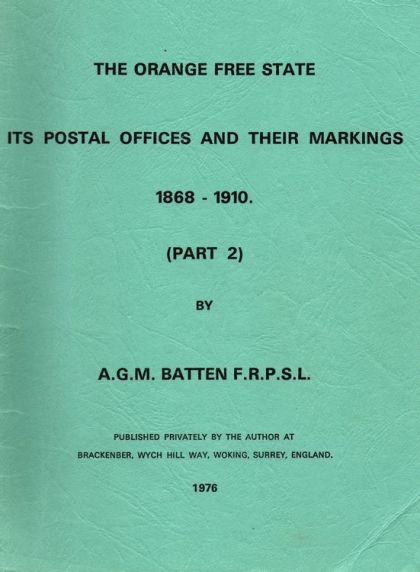 THE ORANGE FREE STATE
ITS POSTAL OFFICES AND THEIR MARKINGS
1868 - 1910.
(PART 2)
BY
A.G.M. BATTEN F.R.P.S.L.
PUBLISHED PRIVATELY BY THE AUTHOR AT
BRACKENBER, WYCH HILL WAY, WOKING, SURREY, ENGLAND.
1976